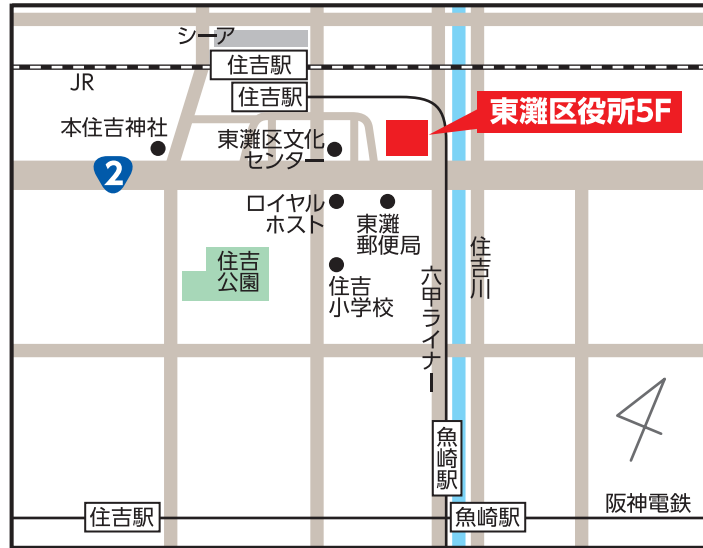 シーア
住吉駅
JR
住吉駅
東灘区役所5F
本住吉神社
東灘区文化
センター
2
ロイヤル
ホスト
東灘
郵便局
住吉川
住吉
公園
住吉
小学校
六甲ライナー
魚崎駅
阪神電鉄
住吉駅
魚崎駅